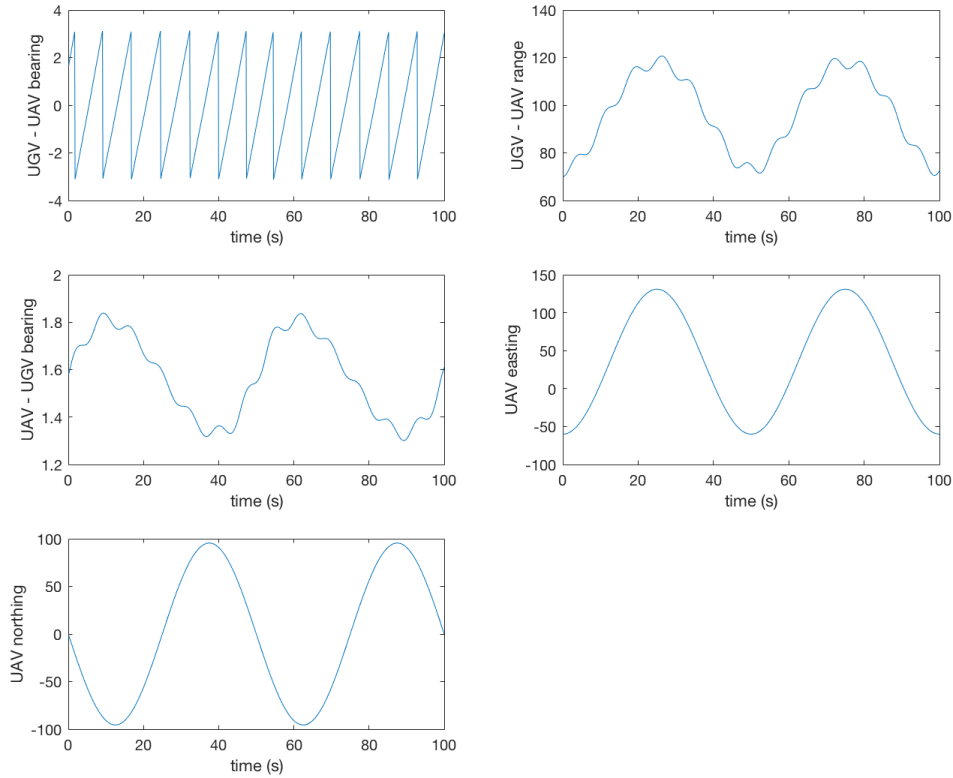 4
2
0
-2
-4
UGV - UAV bearing
0 20 40 60 80 100
time (s)
140
120
100
80
60
UGV - UAV range
0 20 40 60 80 100
time (s)
2
1.8
1.6
1.4
1.2
UAV - UGV bearing
0 20 40 60 80 100
time (s)
150
100
50
0
-50
-100
UAV easting
0 20 40 60 80 100
time (s)
100
50
0
-50
-100
UAV northing
0 20 40 60 80 100
time (s)